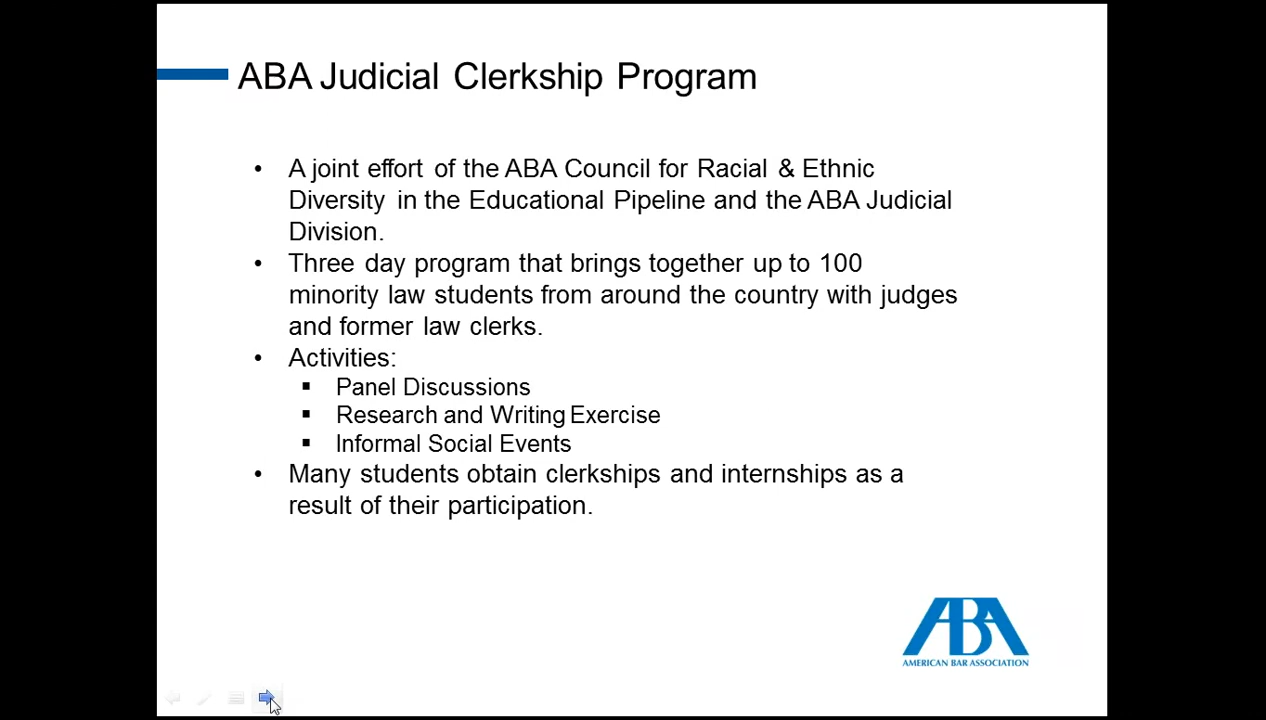 ABA Judicial Clerkship Program
• A joint effort of the ABA Council for Racial & Ethnic
Diversity in the Educational Pipeline and the ABA Judicial
Division.
• Three day program that brings together up to 100
minority law students from around the country with judges
and former law clerks.
• Activities:
▪ Panel Discussions
▪ Research and Writing Exercise
▪ Informal Social Events
• Many students obtain clerkships and internships as a
result of their participation.
ABA
AMERICAN BAR ASSOCIATION